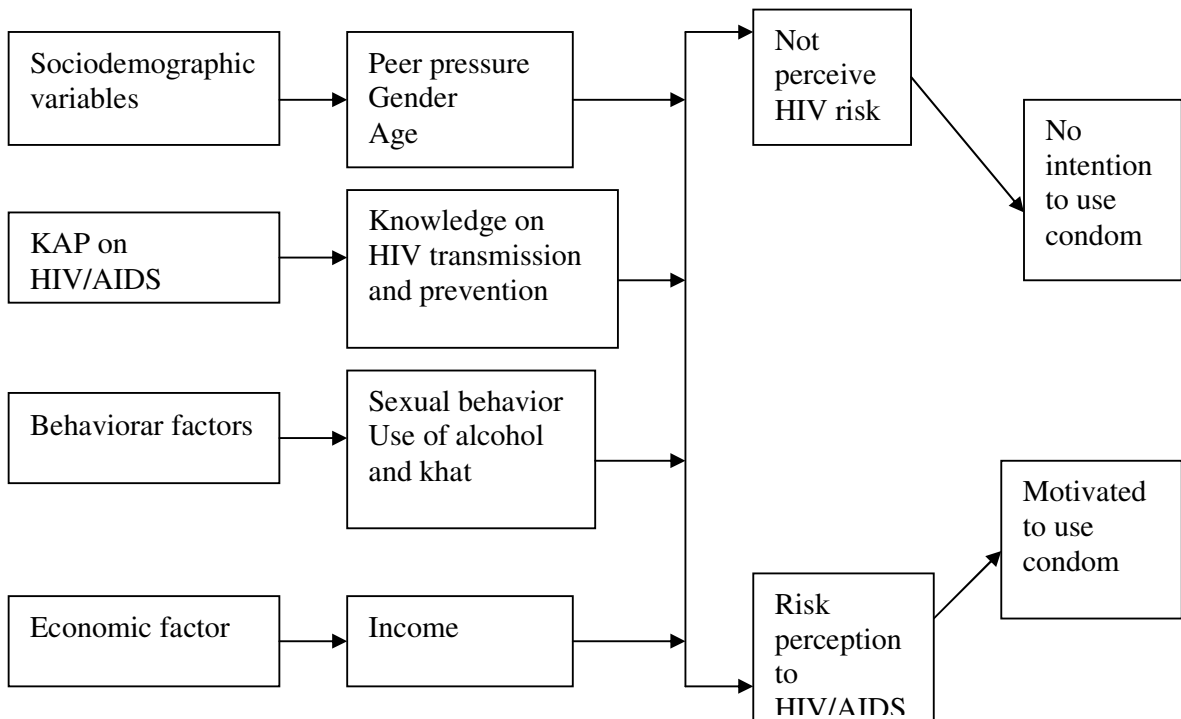 Sociodemographic
variables
Peer pressure
Gender
Age
Not
perceive
HIV risk
No
intention
to use
condom
KAP on
HIV/AIDS
Knowledge on
HIV transmission
and prevention
Behaviorar factors
Sexual behavior
Use of alcohol
and khat
Motivated
to use
condom
Economic factor
Income
Risk
perception
to
HIV/AIDS